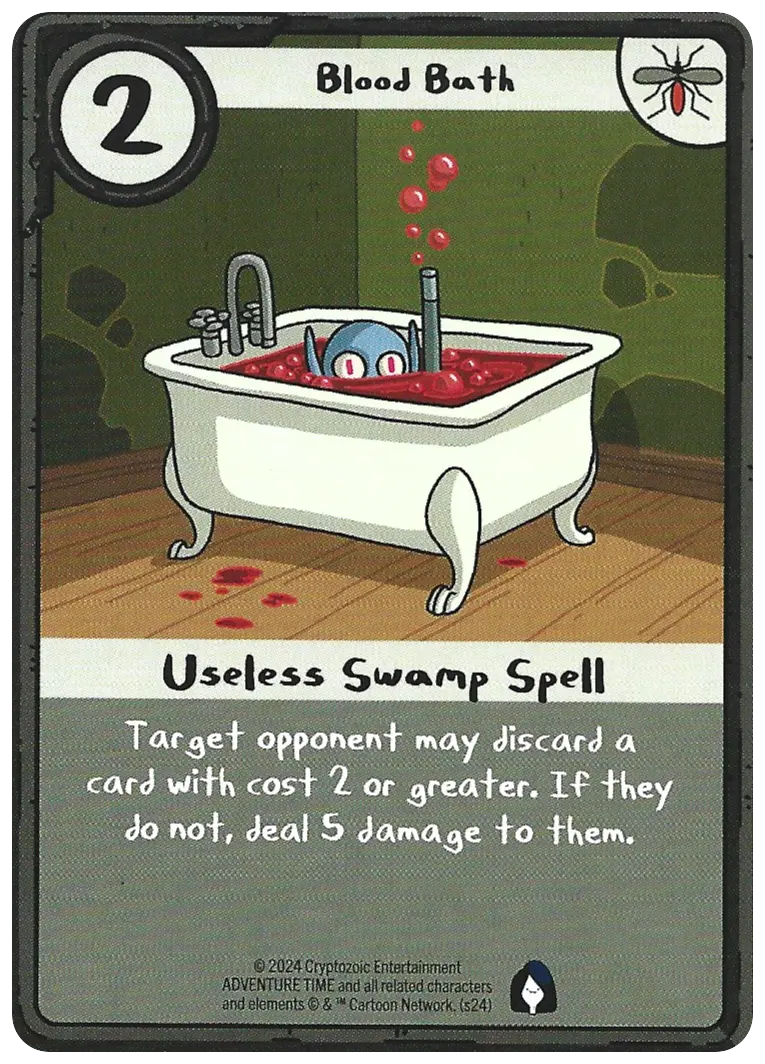 2
Blood Bath
Useless Swamp Spell
Target opponent may discard a
card with cost 2 or greater. If they
do not, deal 5 damage to them.
© 2024 Cryptozoic Entertainment
ADVENTURE TIME and all related characters
and elements © & ™ Cartoon Network. (s24)